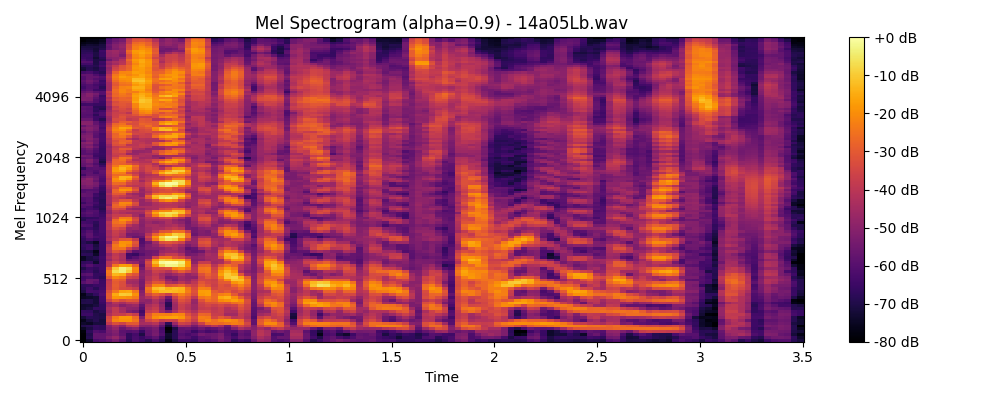 Mel Spectrogram (alpha=0.9) - 14a05Lb.wav
Mel Frequency
4096
2048
1024
512
0
0
0.5
1
1.5
2
2.5
3
3.5
Time
+0 dB
-10 dB
-20 dB
-30 dB
-40 dB
-50 dB
-60 dB
-70 dB
-80 dB